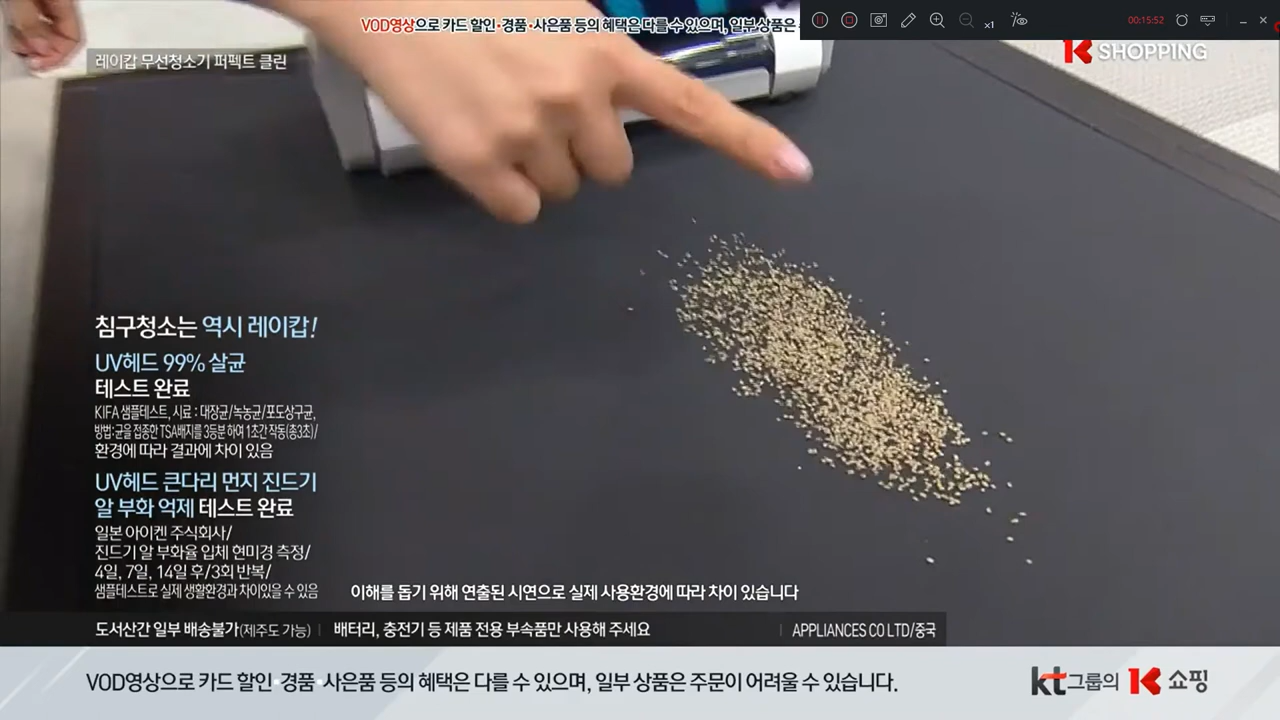 VOD영상으로 카드 할인·경품·사은품 등의 혜택은 다를 수 있으며, 일부 상품은
x1
00:15:52
레이캅 무선청소기 퍼펙트 클린
K SHOPPING
침구청소는 역시 레이캅!
UV헤드 99% 살균
테스트 완료
KIFA 샘플테스트, 시료 : 대장균/녹농균/포도상구균,
방법:균을 접종한 TSA배지를 3등분 하여 1초간 작동(총3초)/
환경에 따라 결과에 차이 있음
UV헤드 큰다리 먼지 진드기
알 부화 억제 테스트 완료
일본 아이켄 주식회사/
진드기 알 부화율 입체 현미경 측정/
4일, 7일, 14일 후/3회 반복/
샘플테스트로 실제 생활환경과 차이있을 수 있음
이해를 돕기 위해 연출된 시연으로 실제 사용환경에 따라 차이 있습니다
도서산간 일부 배송불가(제주도 가능) | 배터리, 충전기 등 제품 전용 부속품만 사용해 주세요 | APPLIANCES CO LTD/중국
VOD영상으로 카드 할인·경품·사은품 등의 혜택은 다를 수 있으며, 일부 상품은 주문이 어려울 수 있습니다.
kt그룹의 K 쇼핑